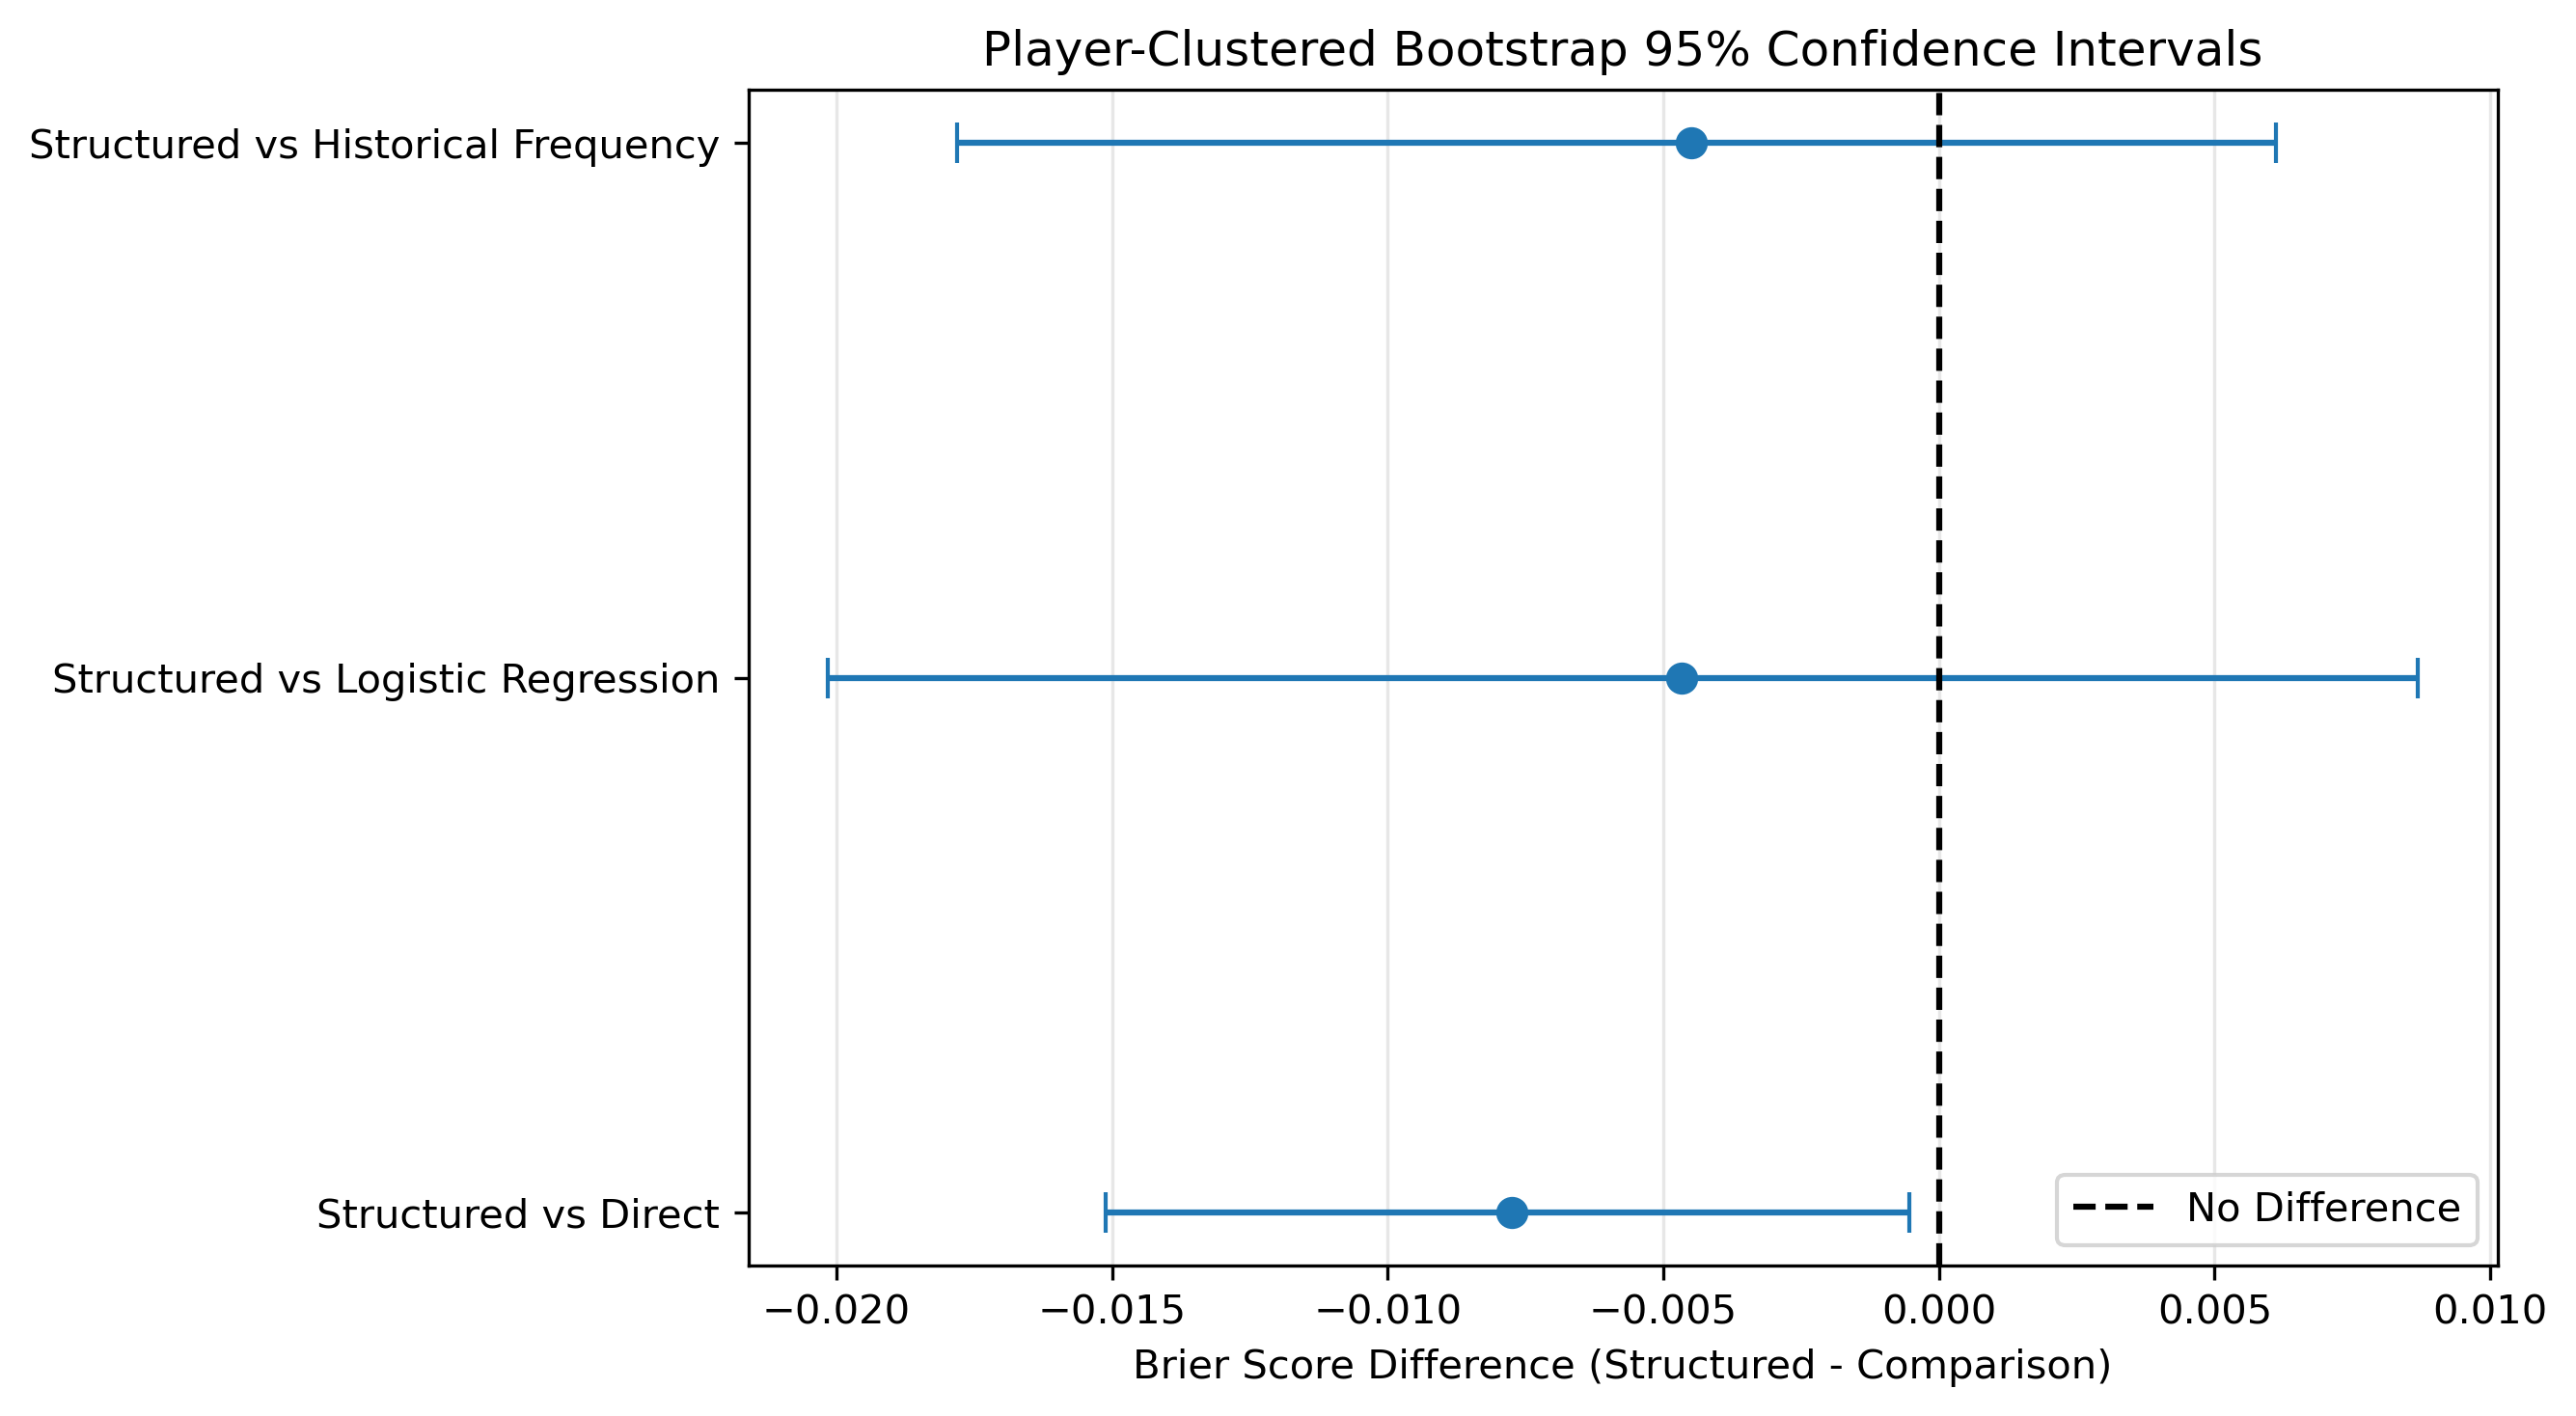 Player-Clustered Bootstrap 95% Confidence Intervals
Structured vs Historical Frequency
Structured vs Logistic Regression
Structured vs Direct
No Difference
−0.020 −0.015 −0.010 −0.005 0.000 0.005 0.010
Brier Score Difference (Structured - Comparison)